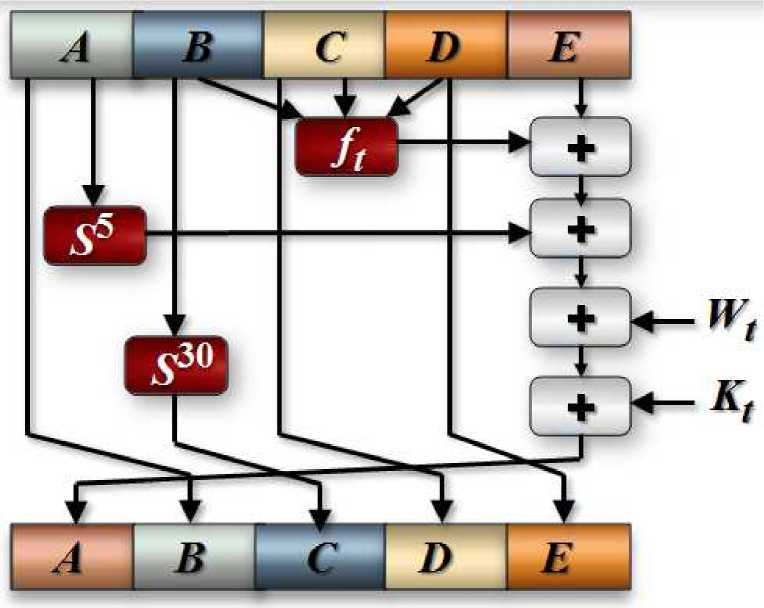 A B C D E
f_t +
S^5 +
+ W_t
S^30
+ K_t
A B C D E